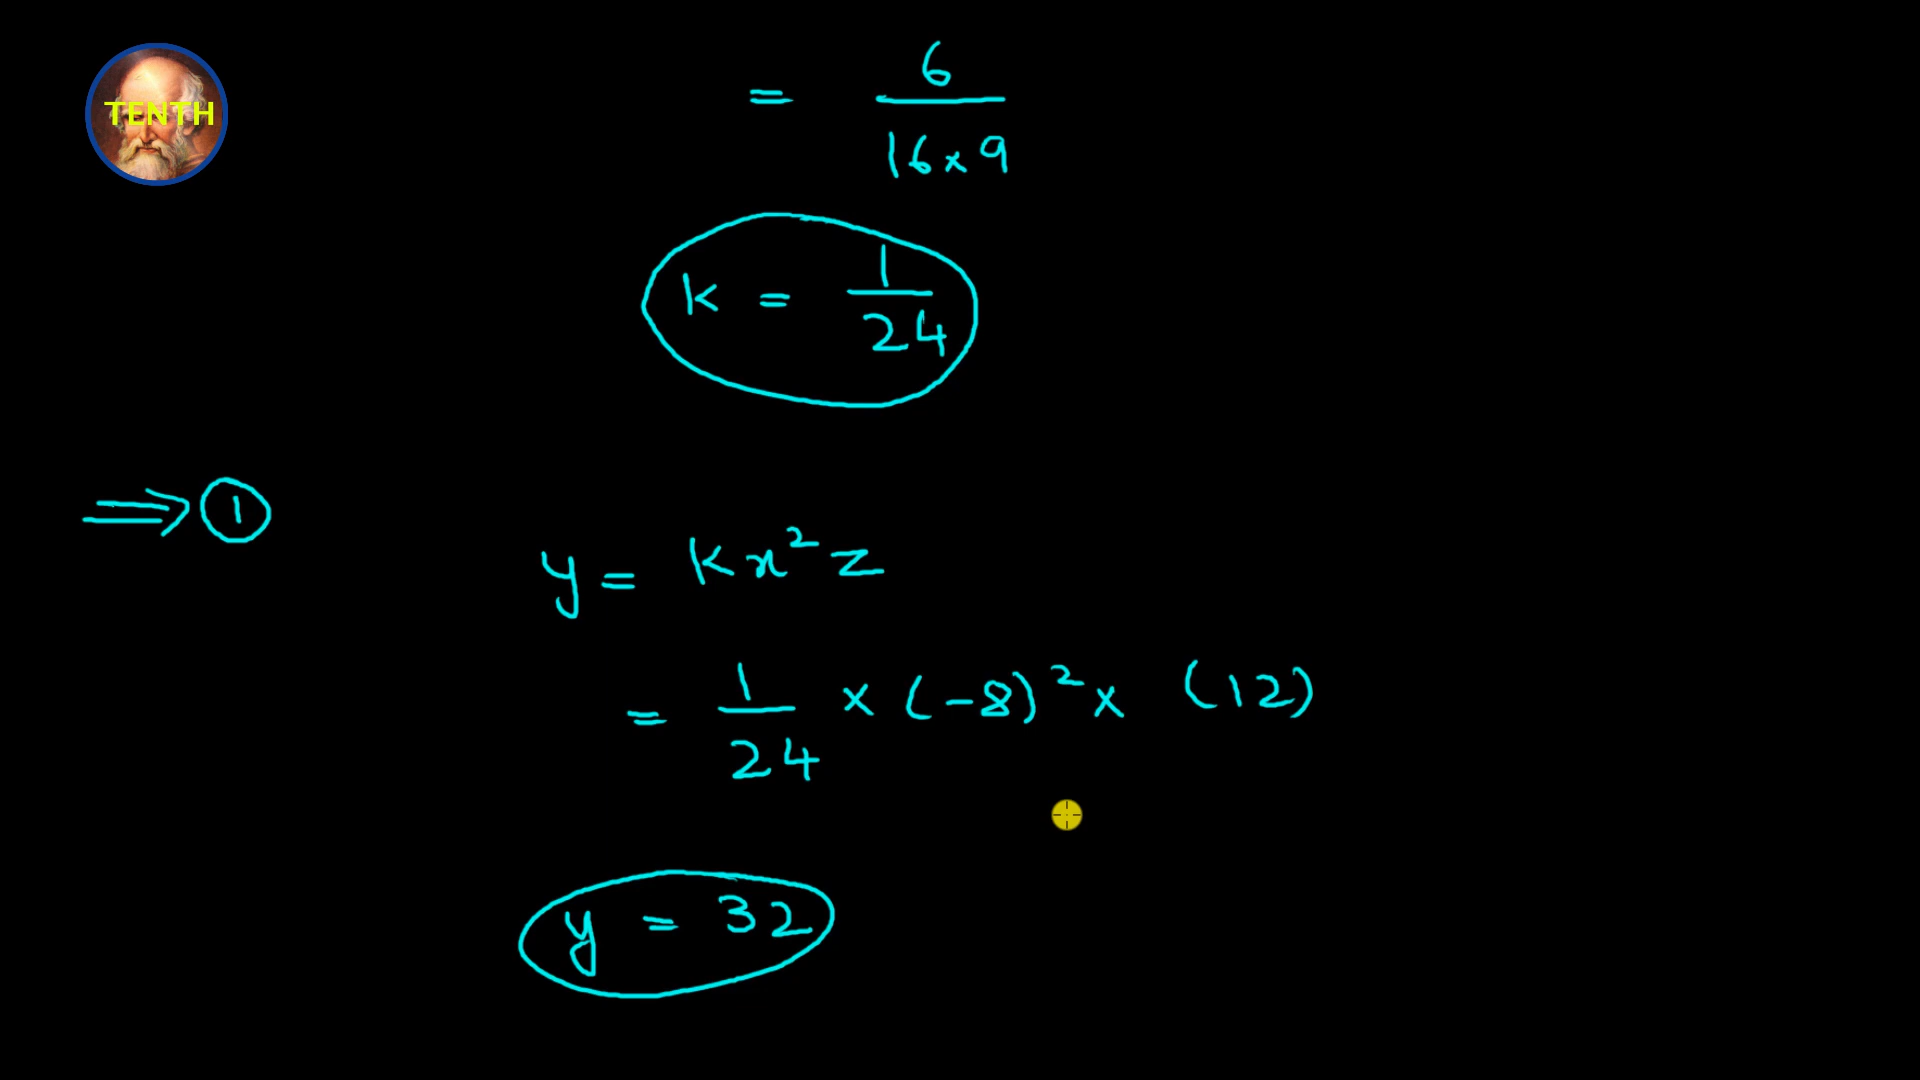 TENTH
= 6/16×9
k = 1/24
⟹ ①
y = kx²z
= 1/24 × (-8)² × (12)
y = 32